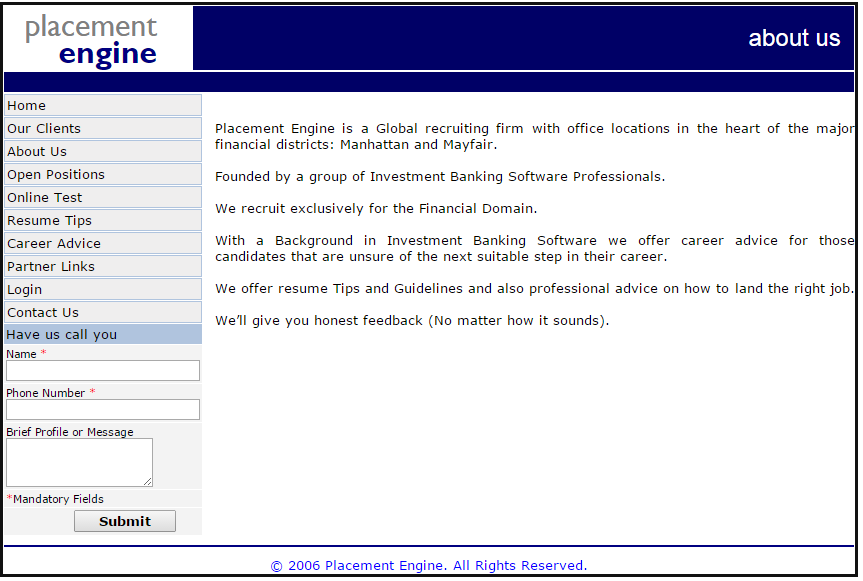 placement
engine
about us
Home
Our Clients
About Us
Open Positions
Online Test
Resume Tips
Career Advice
Partner Links
Login
Contact Us
Have us call you
Name *
Phone Number *
Brief Profile or Message
*Mandatory Fields
Submit
Placement Engine is a Global recruiting firm with office locations in the heart of the major
financial districts: Manhattan and Mayfair.
Founded by a group of Investment Banking Software Professionals.
We recruit exclusively for the Financial Domain.
With a Background in Investment Banking Software we offer career advice for those
candidates that are unsure of the next suitable step in their career.
We offer resume Tips and Guidelines and also professional advice on how to land the right job.
We’ll give you honest feedback (No matter how it sounds).
© 2006 Placement Engine. All Rights Reserved.